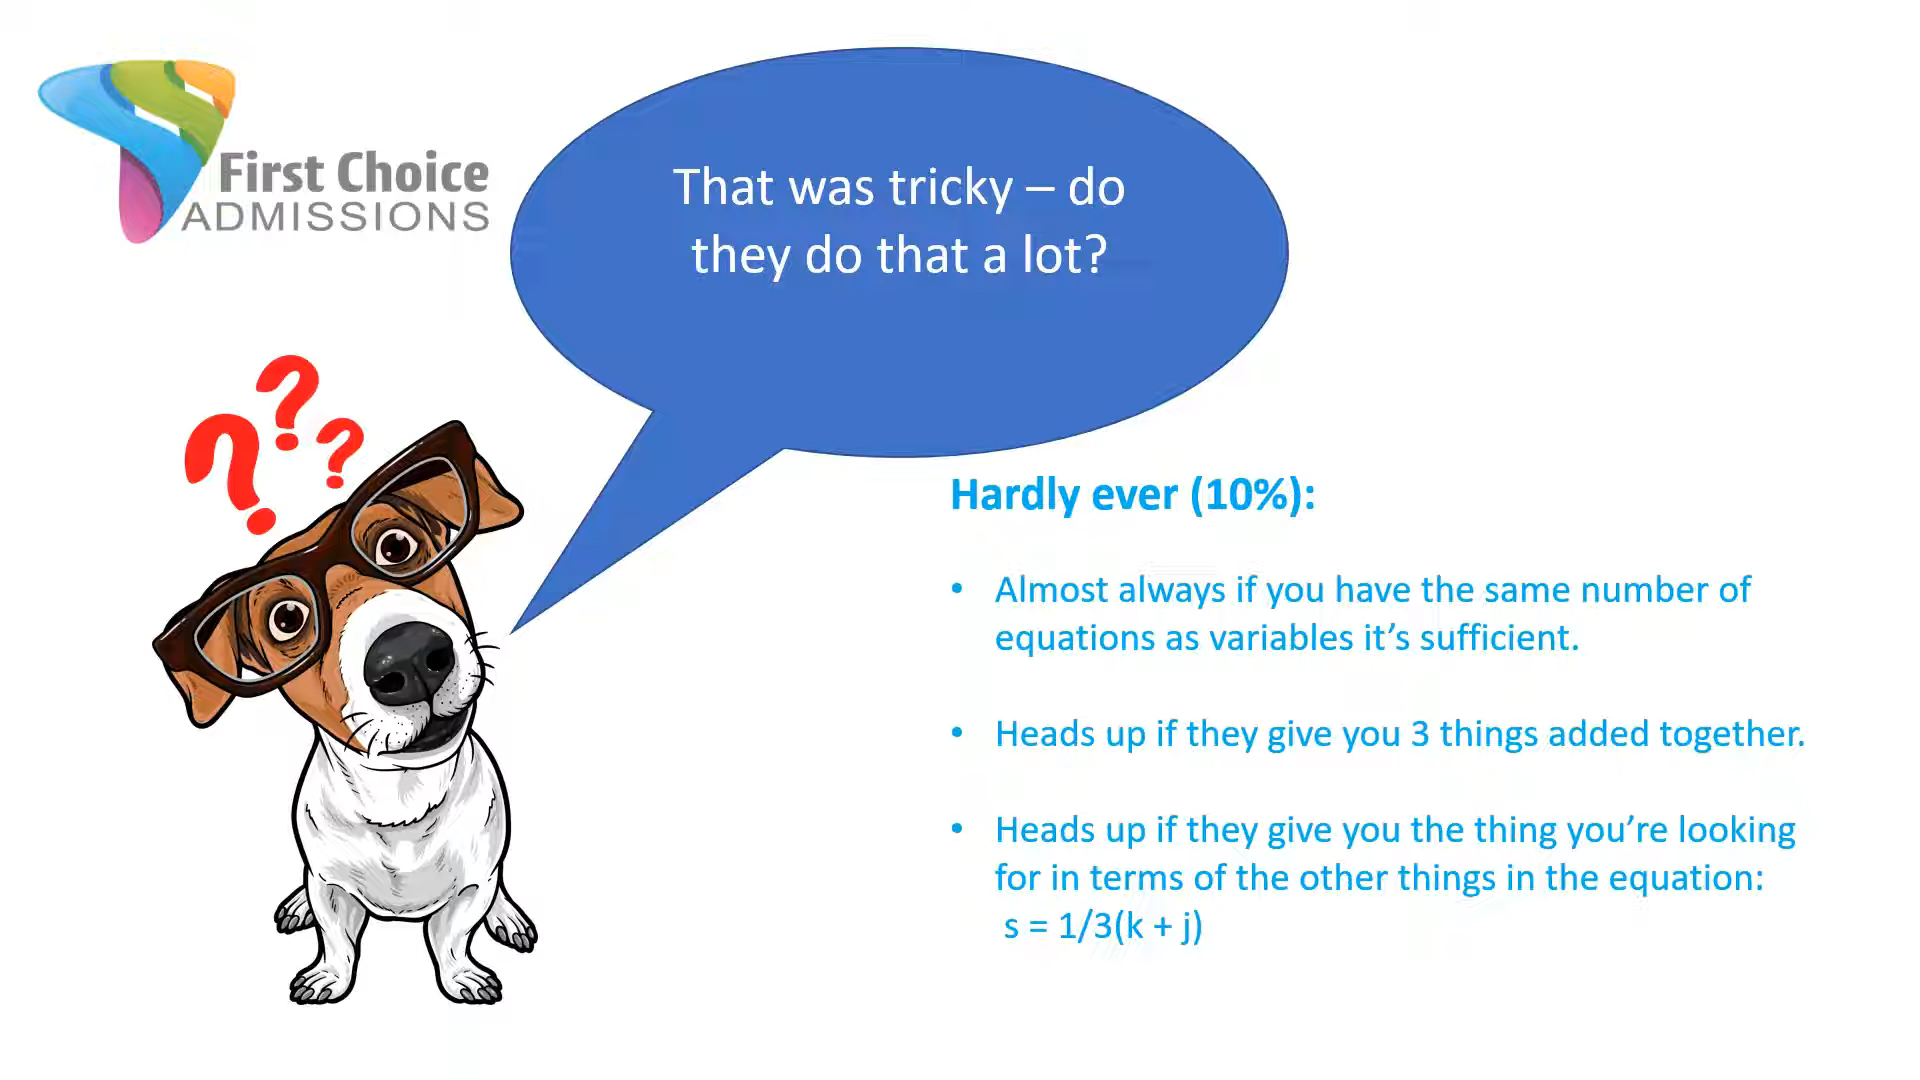 First Choice
ADMISSIONS
That was tricky – do
they do that a lot?
???
Hardly ever (10%):
• Almost always if you have the same number of
equations as variables it’s sufficient.
• Heads up if they give you 3 things added together.
• Heads up if they give you the thing you’re looking
for in terms of the other things in the equation:
s = 1/3(k + j)